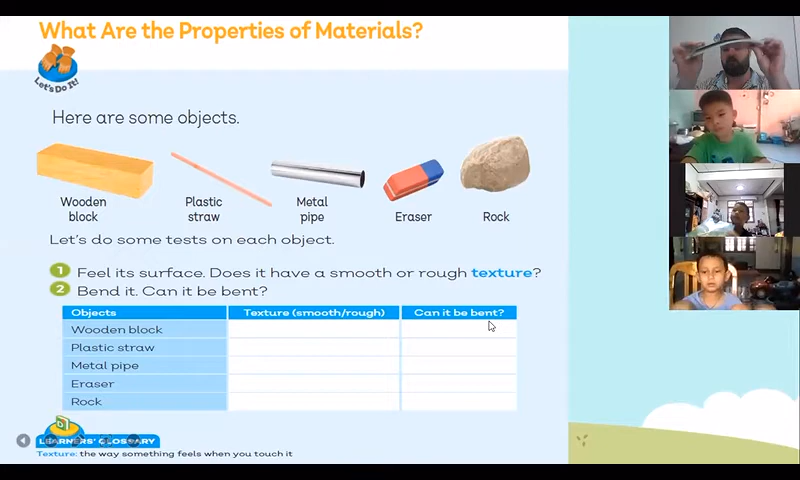 What Are the Properties of Materials?
Let's Do It!
Here are some objects.
Wooden block
Plastic straw
Metal pipe
Eraser
Rock
Let's do some tests on each object.
1 Feel its surface. Does it have a smooth or rough texture?
2 Bend it. Can it be bent?
Objects Texture (smooth/rough) Can it be bent?
Wooden block
Plastic straw
Metal pipe
Eraser
Rock
LEARNERS' GLOSSARY
Texture: the way something feels when you touch it